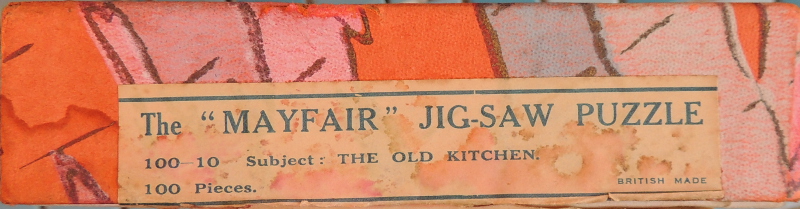 The "MAYFAIR" JIG-SAW PUZZLE
100-10 Subject: THE OLD KITCHEN.
100 Pieces.
BRITISH MADE